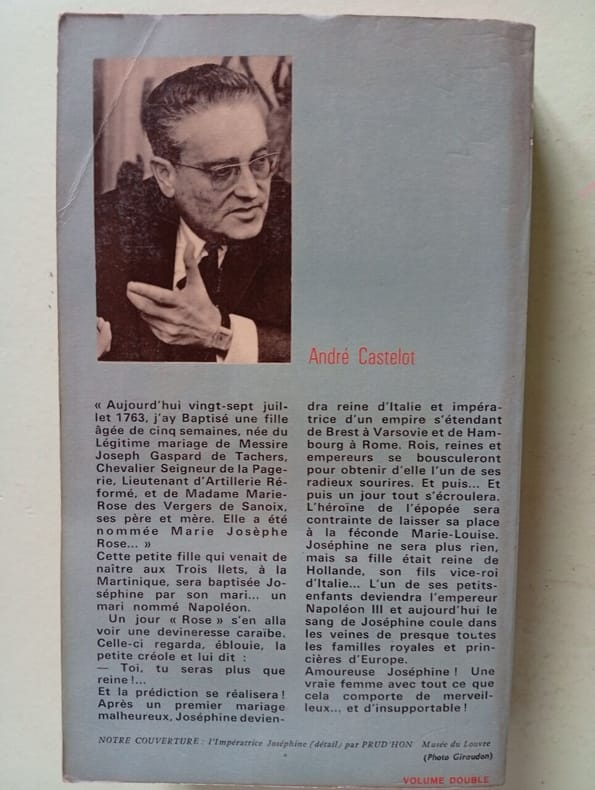 André Castelot
« Aujourd'hui vingt-sept juil-
let 1763, j'ay Baptisé une fille
âgée de cinq semaines, née du
Légitime mariage de Messire
Joseph Gaspard de Tachers,
Chevalier Seigneur de la Page-
rie, Lieutenant d'Artillerie Ré-
formé, et de Madame Marie-
Rose des Vergers de Sanoix,
ses père et mère. Elle a été
nommée Marie Josèphe
Rose... »
Cette petite fille qui venait de
naître aux Trois Ilets, à la
Martinique, sera baptisée Jo-
séphine par son mari... un
mari nommé Napoléon.
Un jour « Rose » s'en alla
voir une devineresse caraïbe.
Celle-ci regarda, éblouie, la
petite créole et lui dit :
— Toi, tu seras plus que
reine !...
Et la prédiction se réalisera !
Après un premier mariage
malheureux, Joséphine devien-
dra reine d'Italie et impéra-
trice d'un empire s'étendant
de Brest à Varsovie et de Ham-
bourg à Rome. Rois, reines et
empereurs se bousculeront
pour obtenir d'elle l'un de ses
radieux sourires. Et puis... Et
puis un jour tout s'écroulera.
L'héroïne de l'épopée sera
contrainte de laisser sa place
à la féconde Marie-Louise.
Joséphine ne sera plus rien,
mais sa fille était reine de
Hollande, son fils vice-roi
d'Italie... L'un de ses petits-
enfants deviendra l'empereur
Napoléon III et aujourd'hui le
sang de Joséphine coule dans
les veines de presque toutes
les familles royales et prin-
cières d'Europe.
Amoureuse Joséphine ! Une
vraie femme avec tout ce que
cela comporte de merveil-
leux... et d'insupportable !
NOTRE COUVERTURE : l'Impératrice Joséphine (détail) par PRUD'HON Musée du Louvre
(Photo Giraudon)
VOLUME DOUBLE